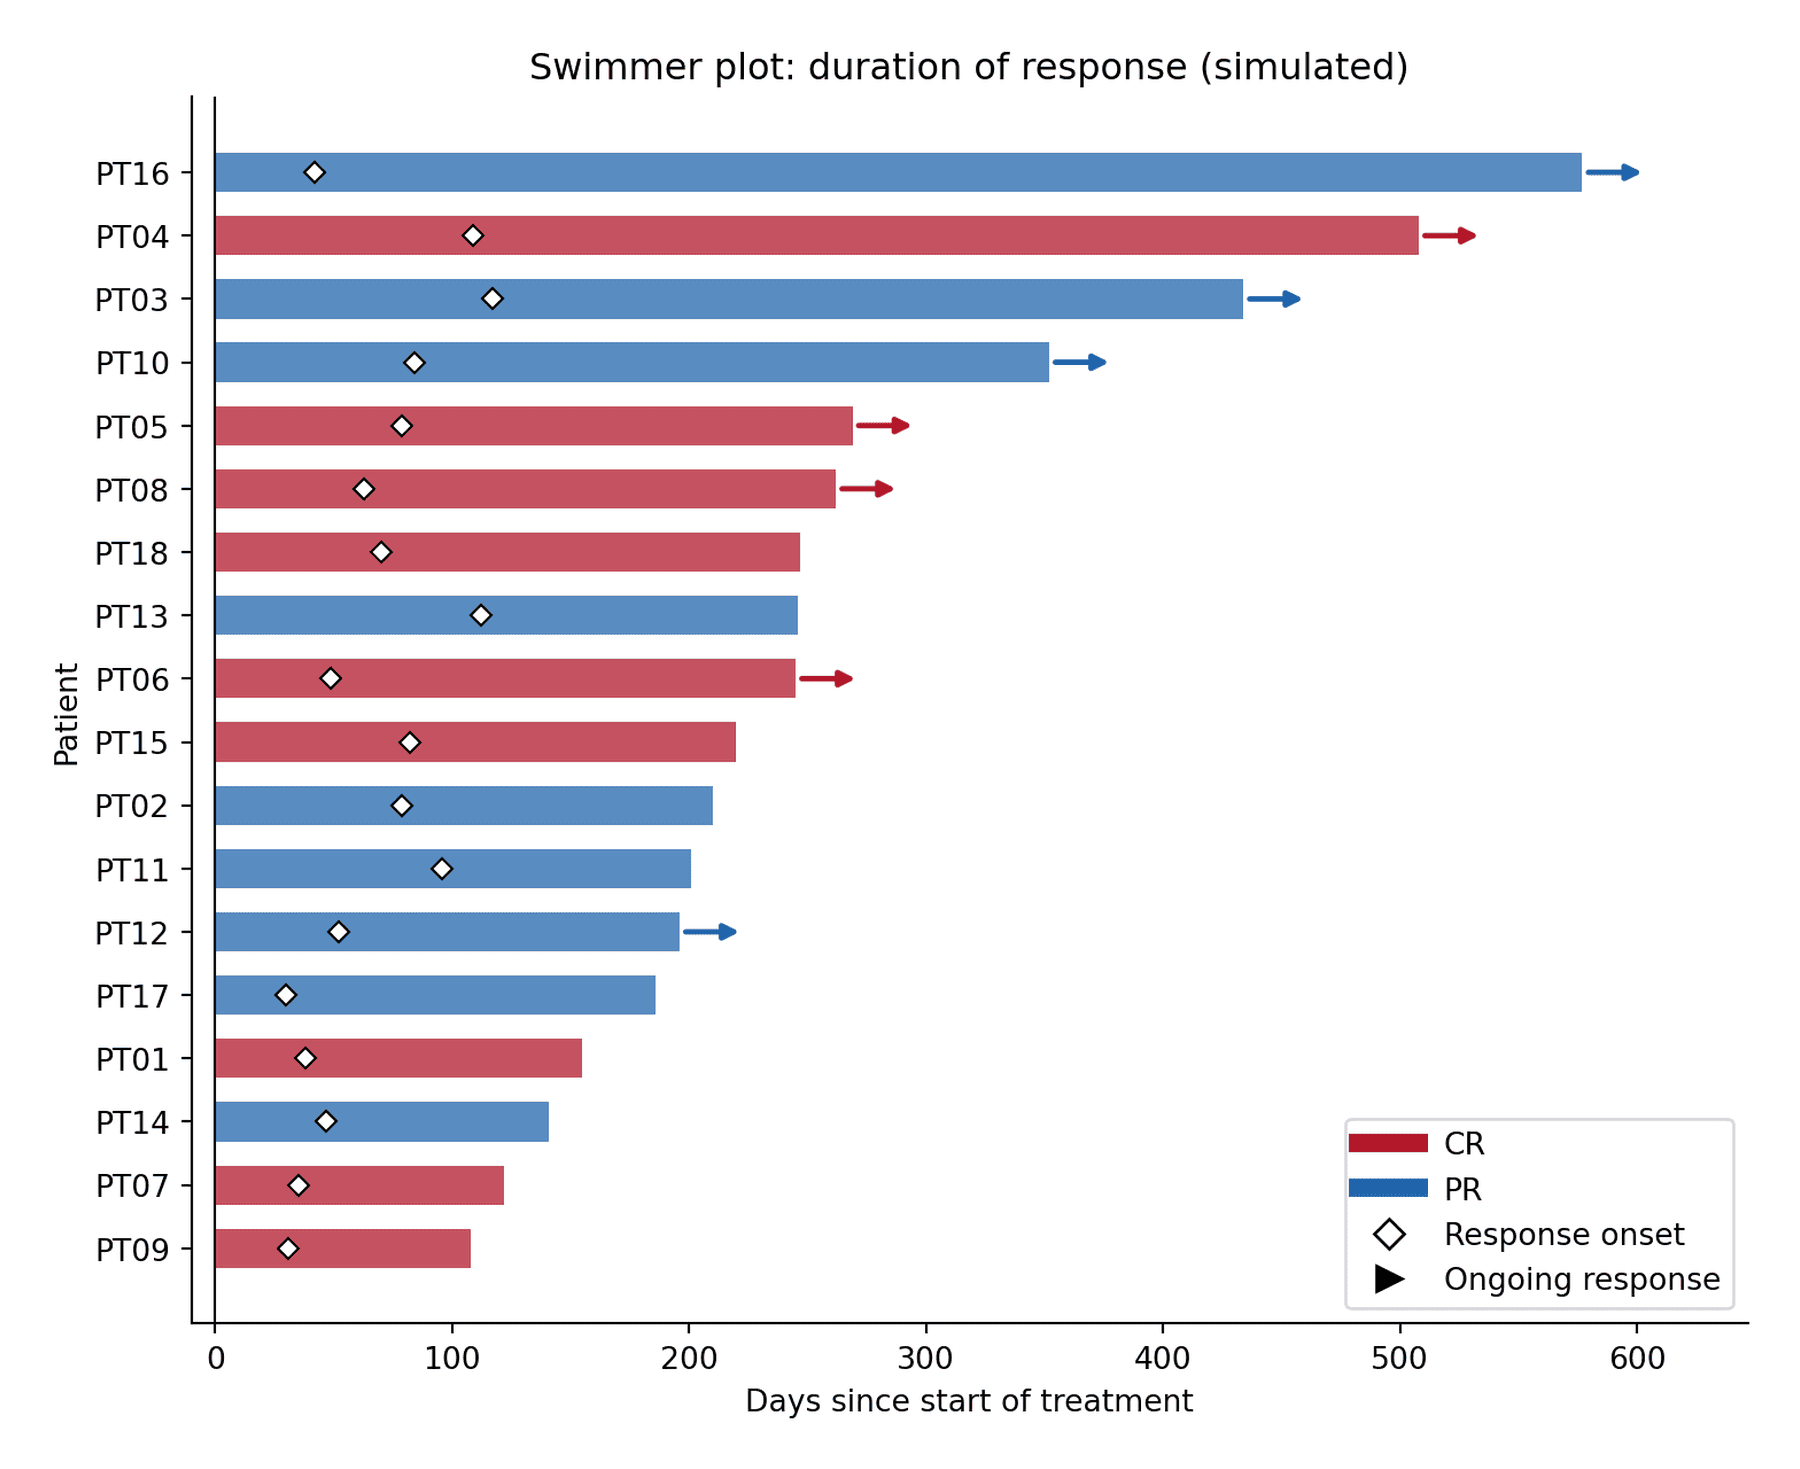 Swimmer plot: duration of response (simulated)
PT16
PT04
PT03
PT10
PT05
PT08
PT18
PT13
PT06
PT15
PT02
PT11
PT12
PT17
PT01
PT14
PT07
PT09
Patient
CR
PR
Response onset
Ongoing response
0 100 200 300 400 500 600
Days since start of treatment